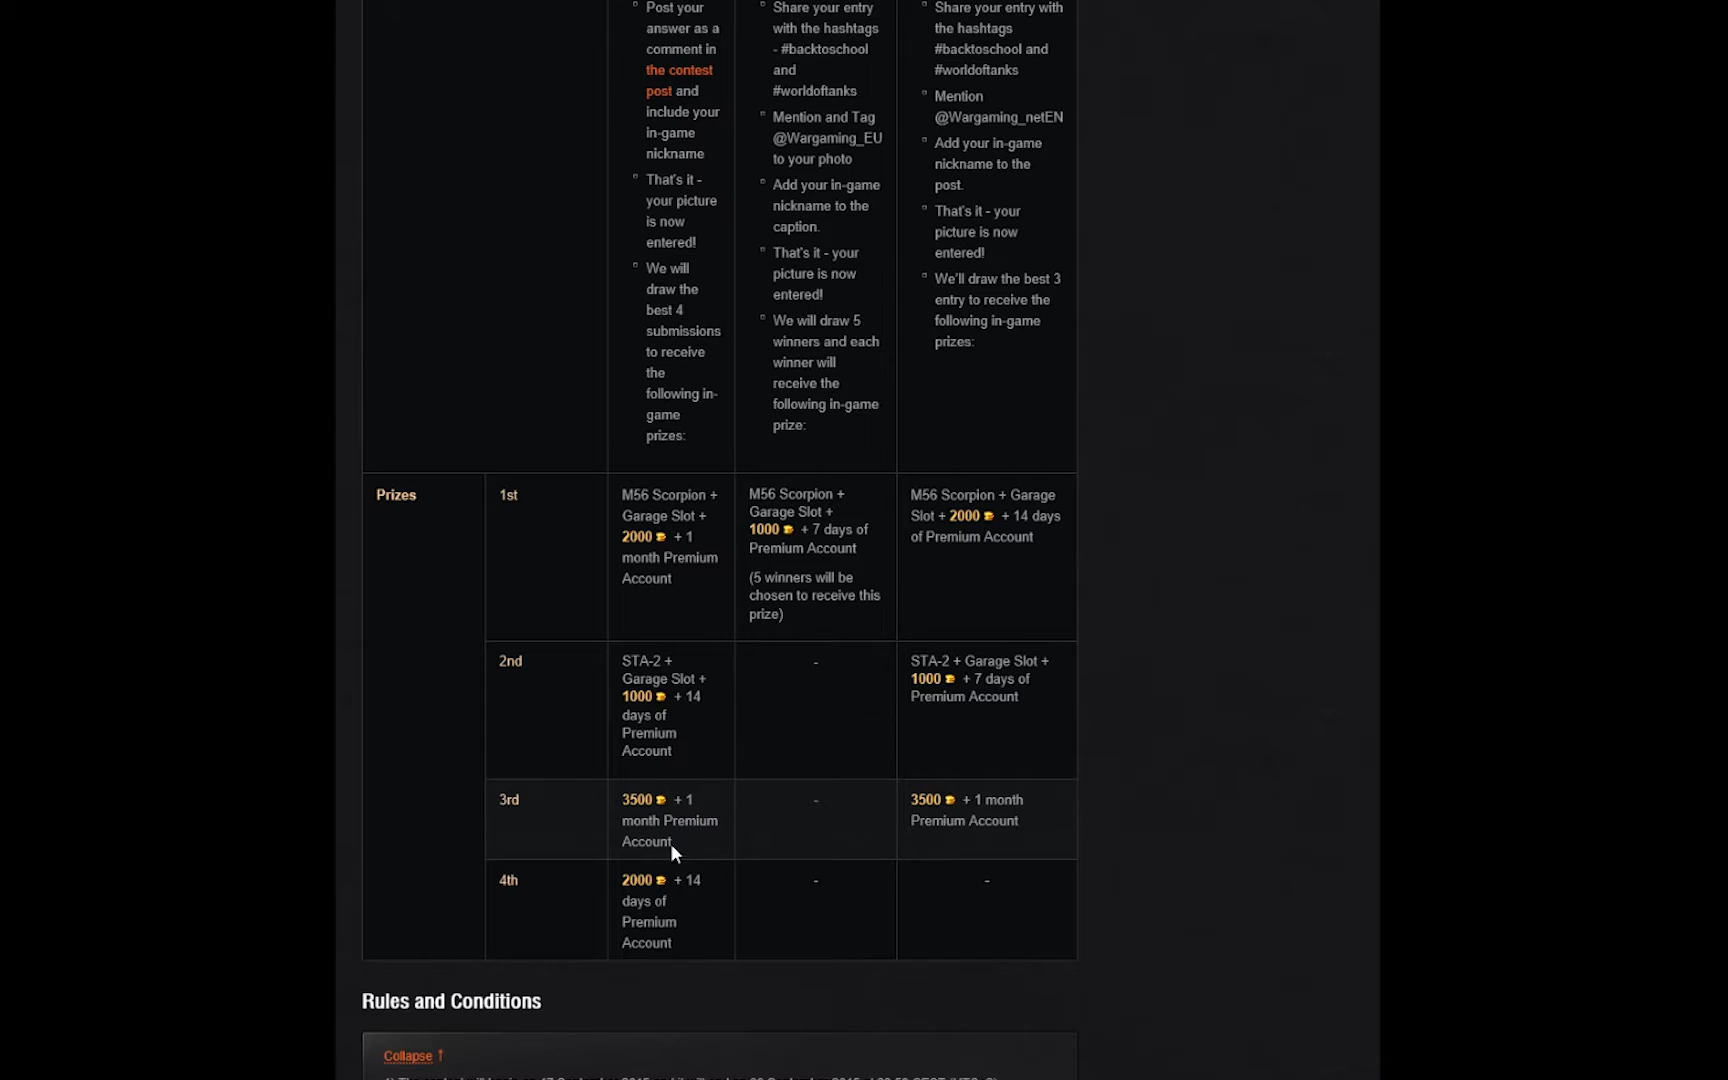 Post your
answer as a
comment in
the contest
post and
include your
in-game
nickname
That's it -
your picture
is now
entered!
We will
draw the
best 4
submissions
to receive
the
following in-
game
prizes:
Share your entry
with the hashtags
- #backtoschool
and
#worldoftanks
Mention and Tag
@Wargaming_EU
to your photo
Add your in-game
nickname to the
caption.
That's it - your
picture is now
entered!
We will draw 5
winners and each
winner will
receive the
following in-game
prize:
Share your entry with
the hashtags
#backtoschool and
#worldoftanks
Mention
@Wargaming_netEN
Add your in-game
nickname to the
post.
That's it - your
picture is now
entered!
We'll draw the best 3
entry to receive the
following in-game
prizes:
Prizes
1st
M56 Scorpion +
Garage Slot +
2000 + 1
month Premium
Account
M56 Scorpion +
Garage Slot +
1000 + 7 days of
Premium Account
(5 winners will be
chosen to receive this
prize)
M56 Scorpion + Garage
Slot + 2000 + 14 days
of Premium Account
2nd
STA-2 +
Garage Slot +
1000 + 14
days of
Premium
Account
-
STA-2 + Garage Slot +
1000 + 7 days of
Premium Account
3rd
3500 + 1
month Premium
Account
-
3500 + 1 month
Premium Account
4th
2000 + 14
days of
Premium
Account
-
-
Rules and Conditions
Collapse ↑